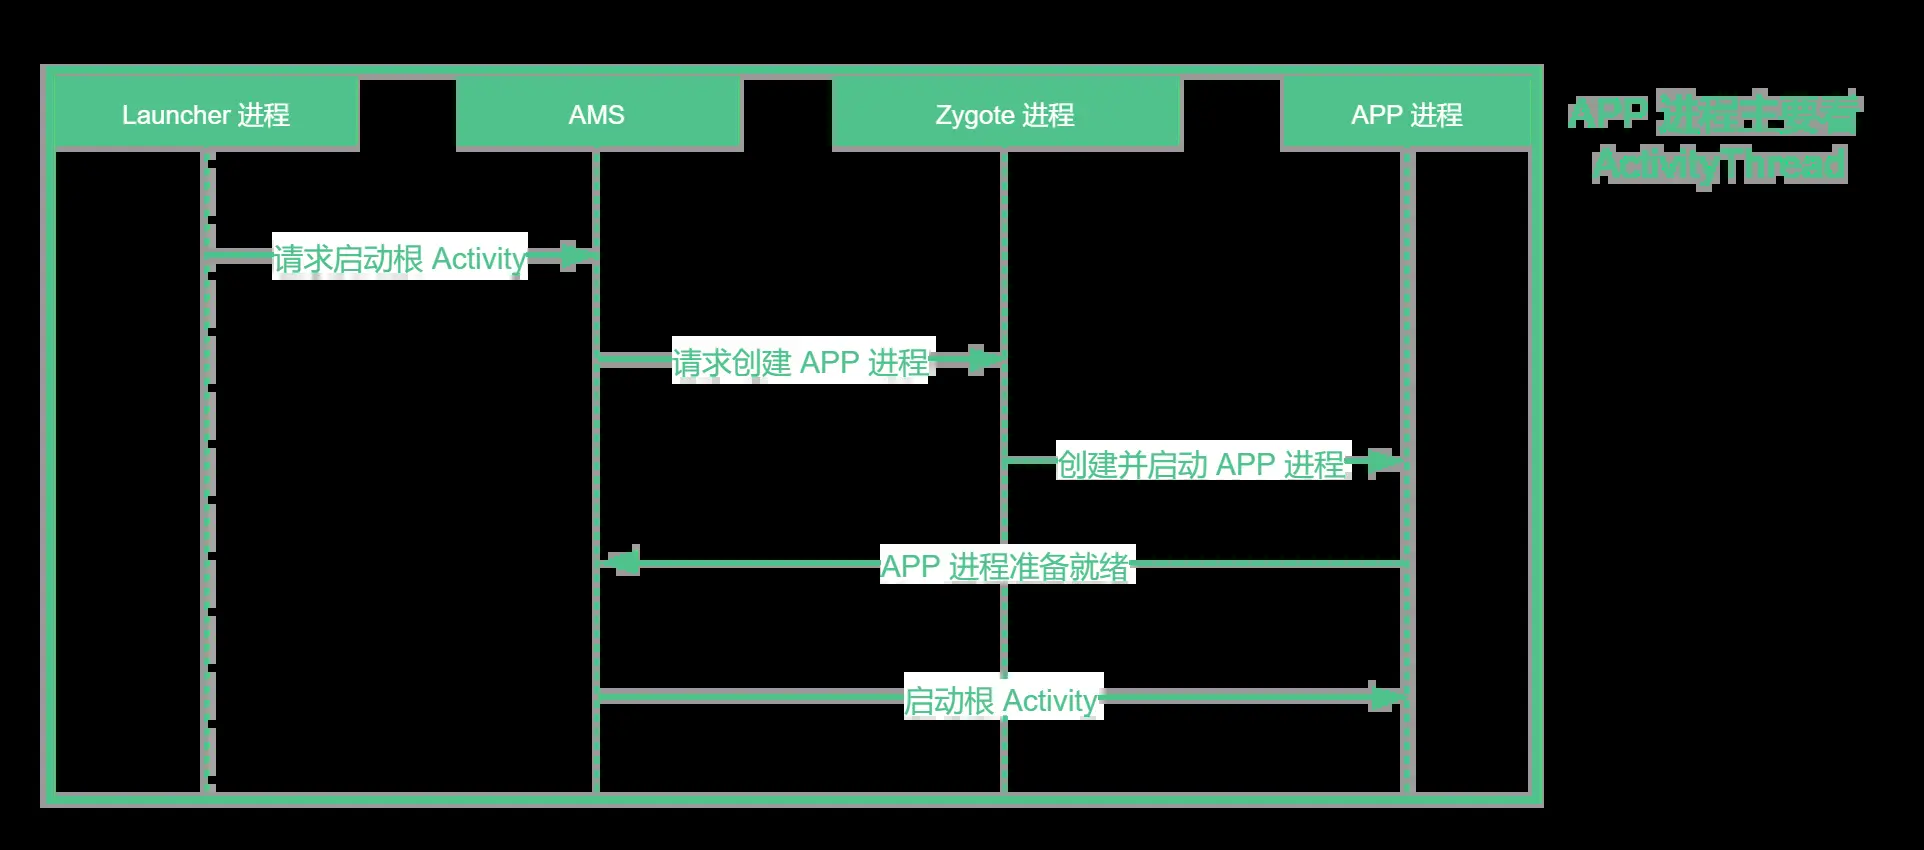 Launcher 进程
AMS
Zygote 进程
APP 进程
APP 进程主要看
ActivityThread
请求启动根 Activity
请求创建 APP 进程
创建并启动 APP 进程
APP 进程准备就绪
启动根 Activity